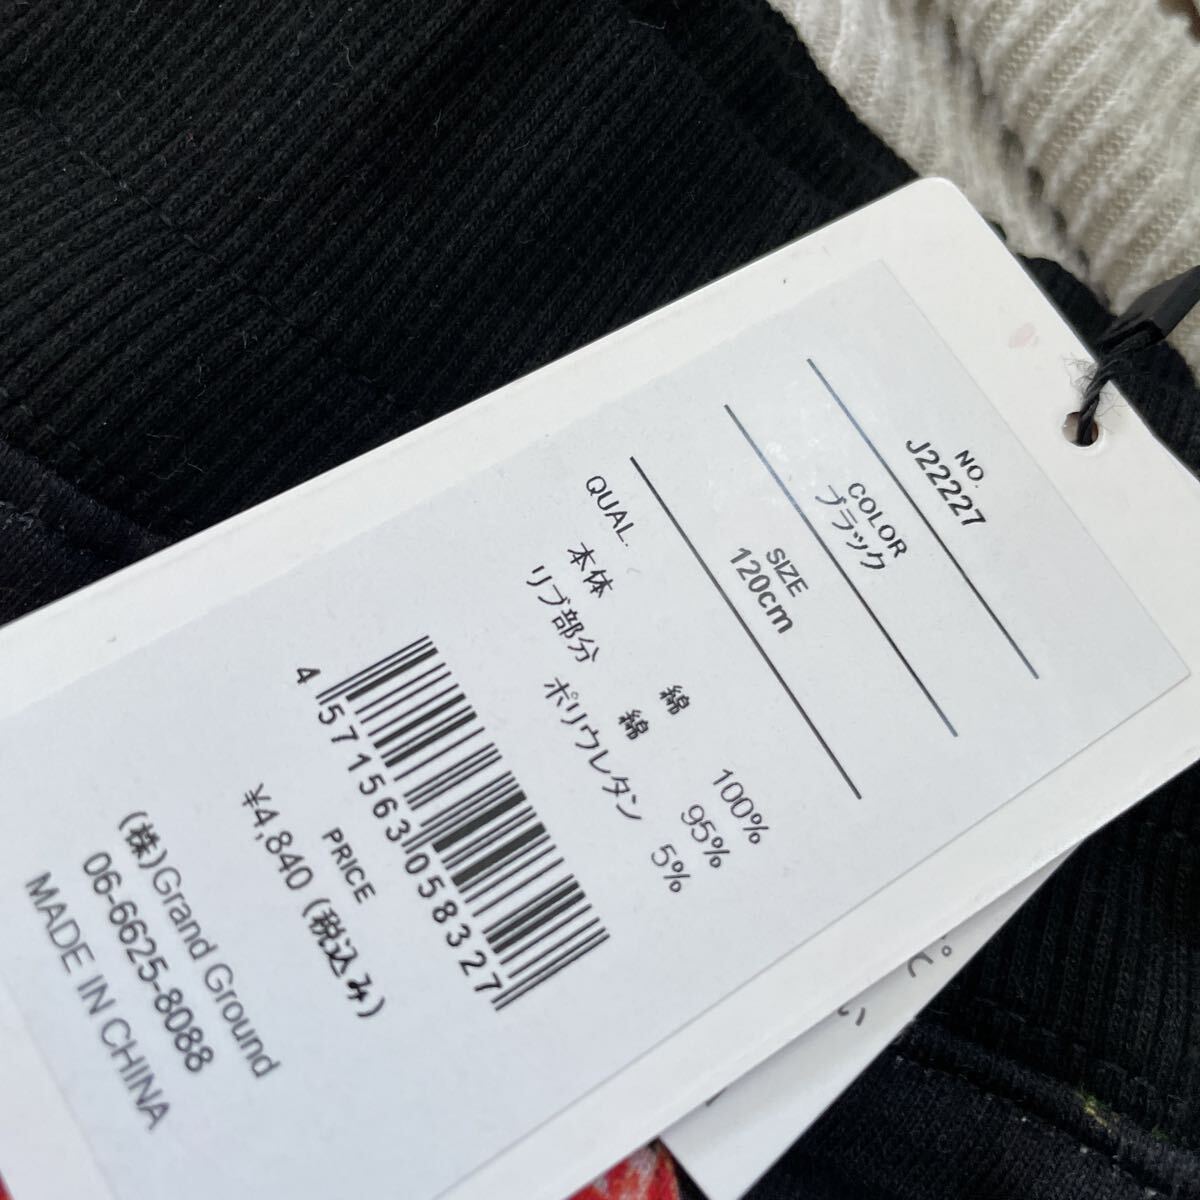 NO.
J22227
COLOR
ブラック
SIZE
120cm
QUAL.
本体 綿 100%
リブ部分 綿 95%
ポリウレタン 5%
4 571563 058327
PRICE
¥4,840(税込み)
(株)Grand Ground
06-6625-8088
MADE IN CHINA
い